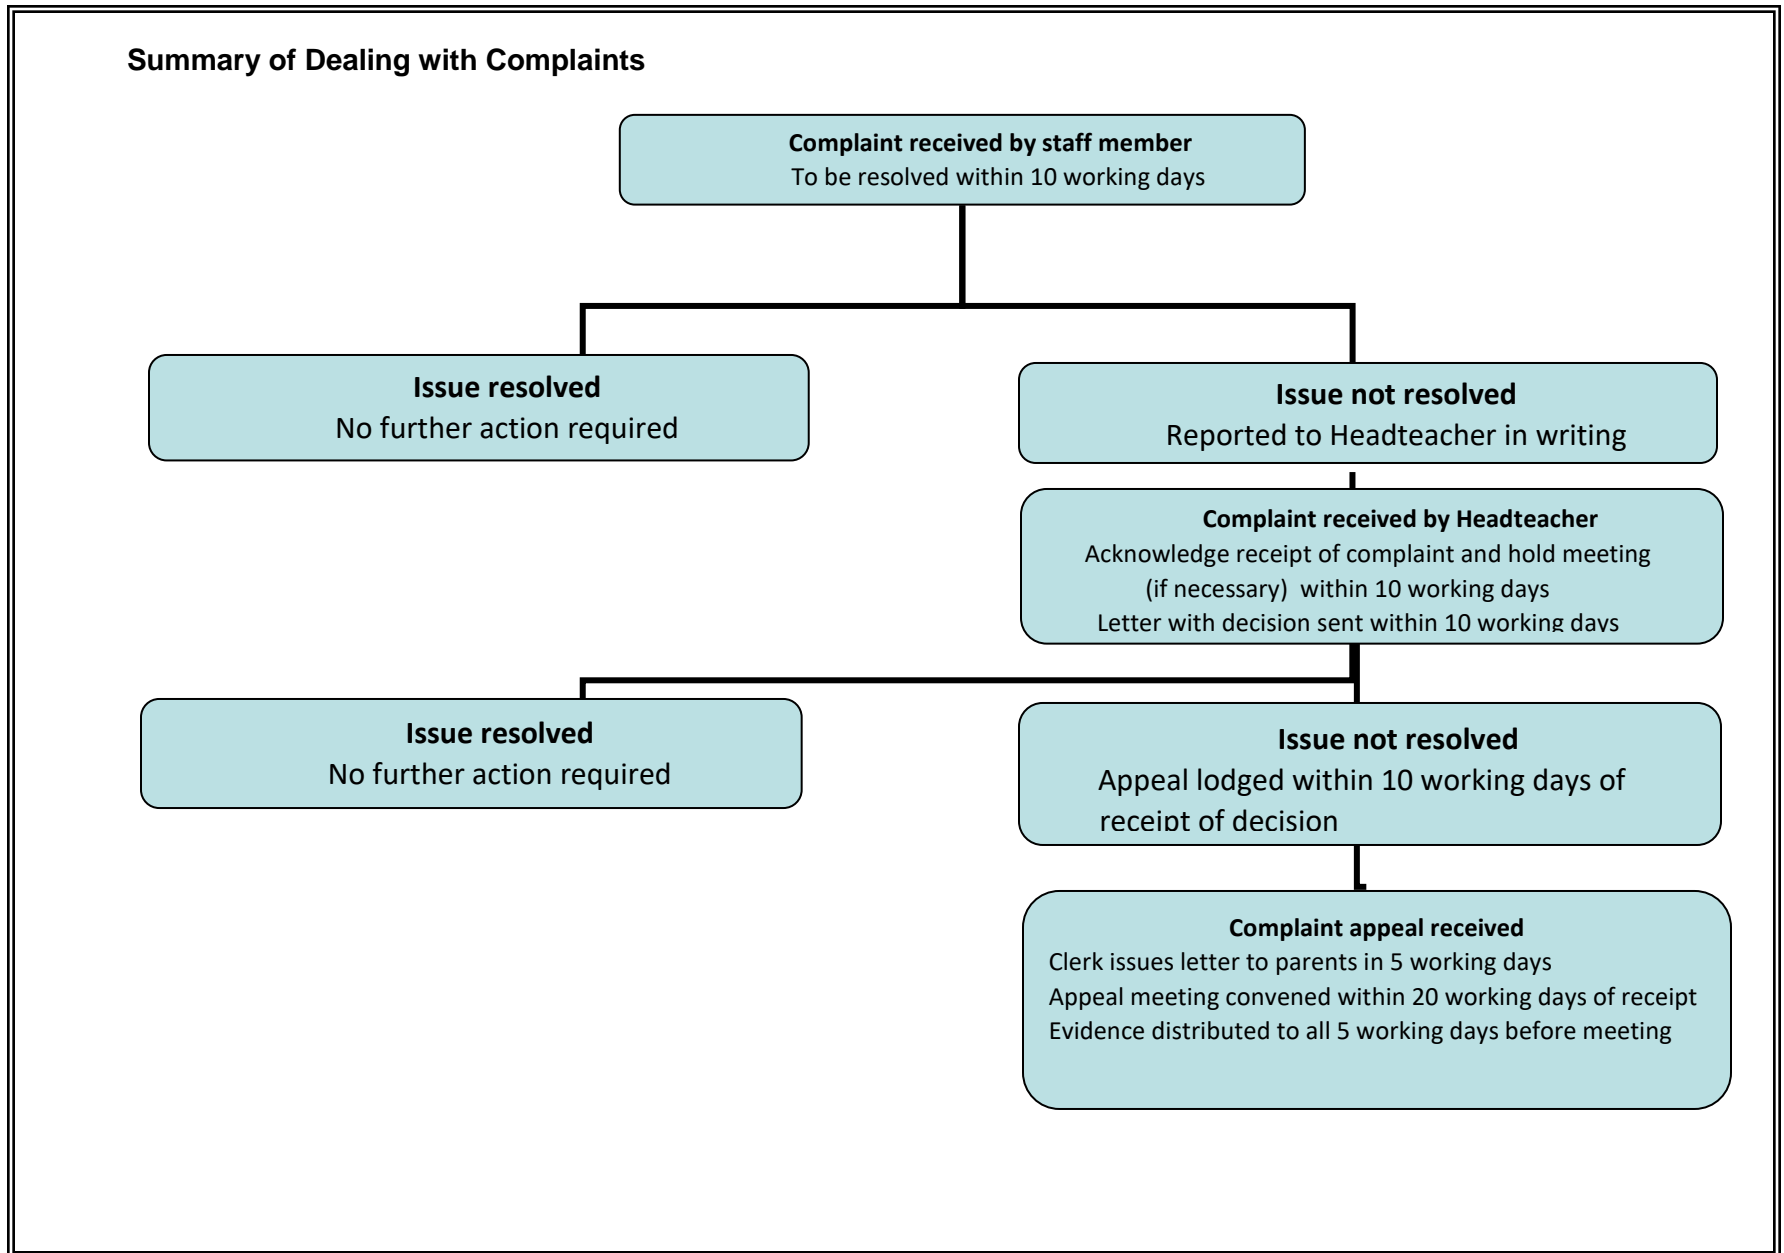 Summary of Dealing with Complaints
Complaint received by staff member
To be resolved within 10 working days
Issue resolved
No further action required
Issue not resolved
Reported to Headteacher in writing
Complaint received by Headteacher
Acknowledge receipt of complaint and hold meeting
(if necessary) within 10 working days
Letter with decision sent within 10 working days
Issue resolved
No further action required
Issue not resolved
Appeal lodged within 10 working days of
receipt of decision
Complaint appeal received
Clerk issues letter to parents in 5 working days
Appeal meeting convened within 20 working days of receipt
Evidence distributed to all 5 working days before meeting